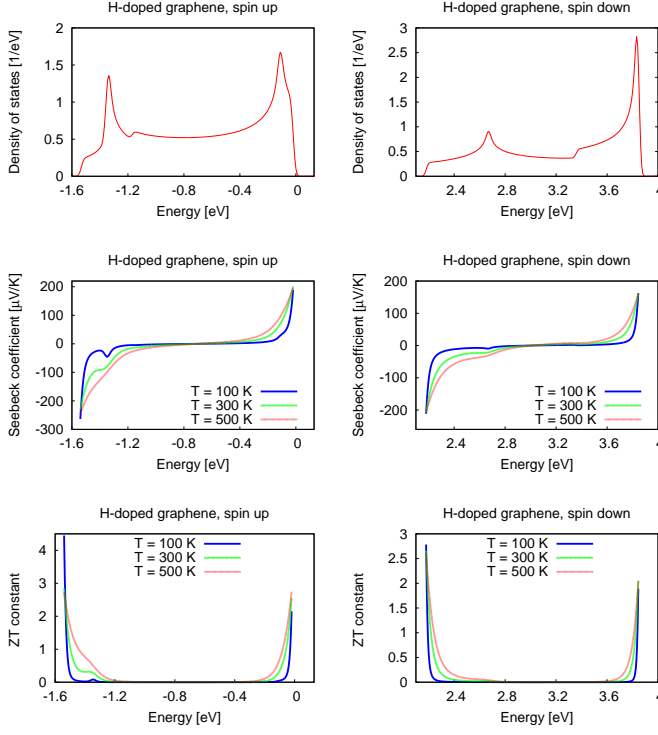 H-doped graphene, spin up
Density of states [1/eV]
2
1.5
1
0.5
0
-1.6 -1.2 -0.8 -0.4 0
Energy [eV]
H-doped graphene, spin down
Density of states [1/eV]
3
2.5
2
1.5
1
0.5
0
2.4 2.8 3.2 3.6 4
Energy [eV]
H-doped graphene, spin up
Seebeck coefficient [μV/K]
200
100
0
-100
-200
-300
T = 100 K
T = 300 K
T = 500 K
-1.6 -1.2 -0.8 -0.4 0
Energy [eV]
H-doped graphene, spin down
Seebeck coefficient [μV/K]
200
100
0
-100
-200
T = 100 K
T = 300 K
T = 500 K
2.4 2.8 3.2 3.6 4
Energy [eV]
H-doped graphene, spin up
ZT constant
4
3
2
1
0
T = 100 K
T = 300 K
T = 500 K
-1.6 -1.2 -0.8 -0.4 0
Energy [eV]
H-doped graphene, spin down
ZT constant
3
2.5
2
1.5
1
0.5
0
T = 100 K
T = 300 K
T = 500 K
2.4 2.8 3.2 3.6 4
Energy [eV]